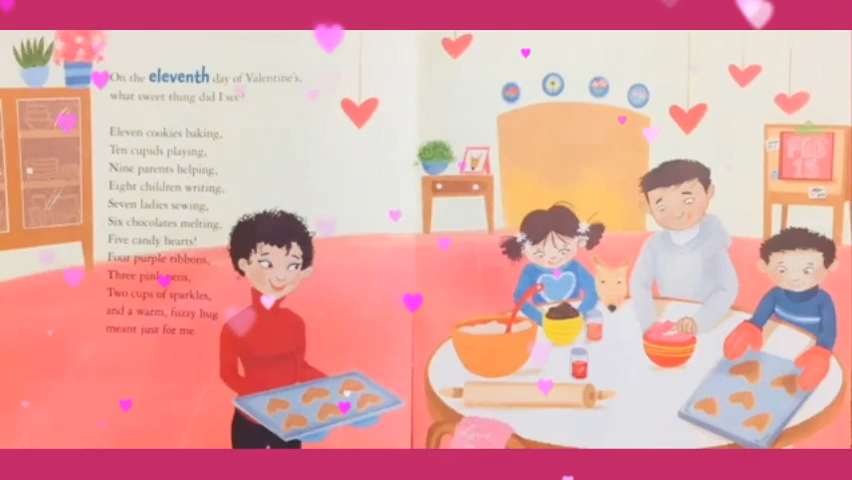 On the eleventh day of Valentine's,
what sweet thing did I see?
Eleven cookies baking,
Ten cupids playing,
Nine parents helping,
Eight children writing,
Seven ladies sewing,
Six chocolates melting,
Five candy hearts!
Four purple ribbons,
Three pink pens,
Two cups of sparkles,
and a warm, fuzzy hug
meant just for me.
FEB
13
Love